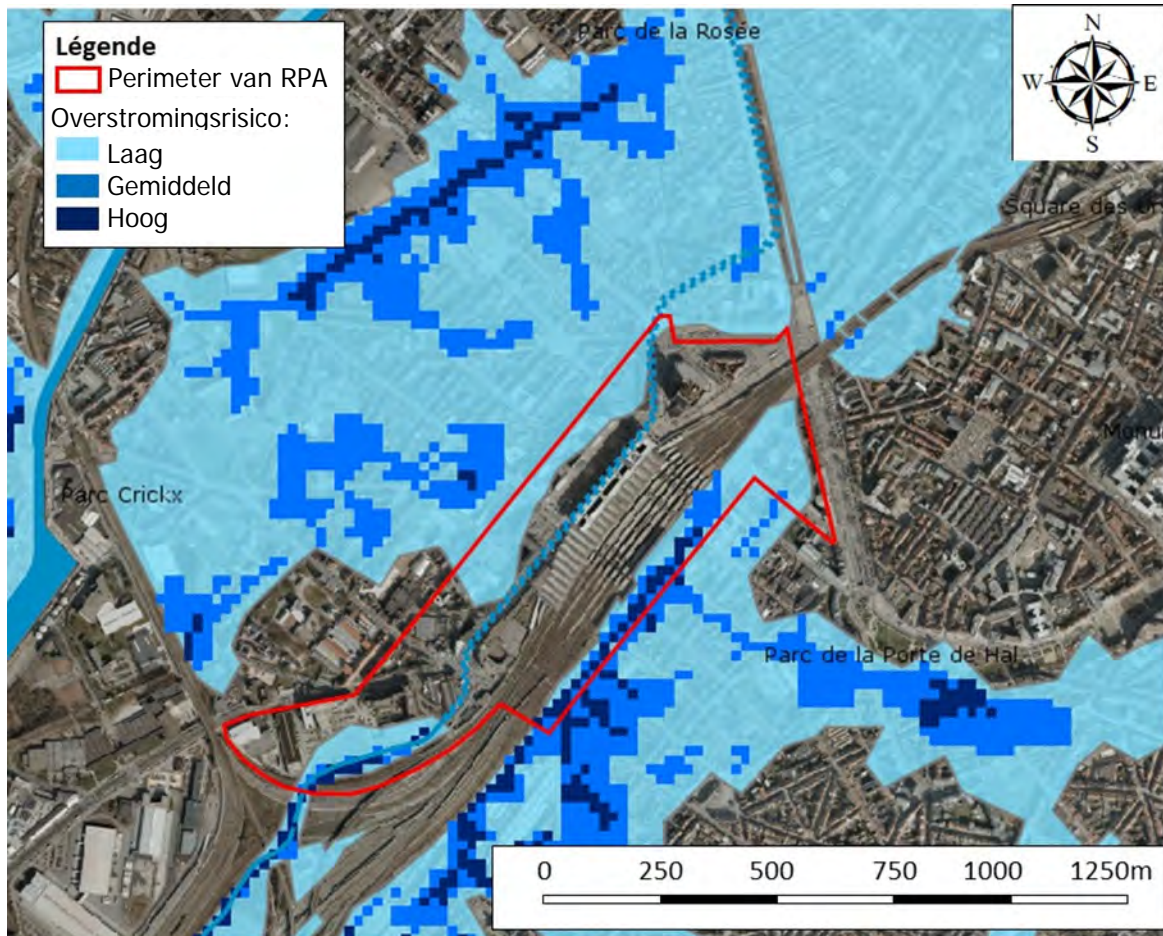 Légende
Perimeter van RPA
Overstromingsrisico:
Laag
Gemiddeld
Hoog
Parc de la Rosée
N
W E
S
Square des
Parc Crickx
Parc de la Porte de Hal
0 250 500 750 1000 1250m